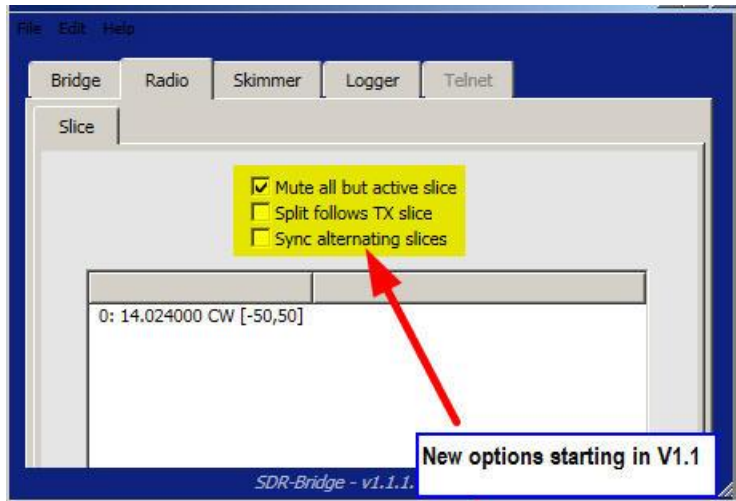 File Edit Help
Bridge Radio Skimmer Logger Telnet
Slice
Mute all but active slice
Split follows TX slice
Sync alternating slices
0: 14.024000 CW [-50,50]
New options starting in V1.1
SDR-Bridge - v1.1.1.